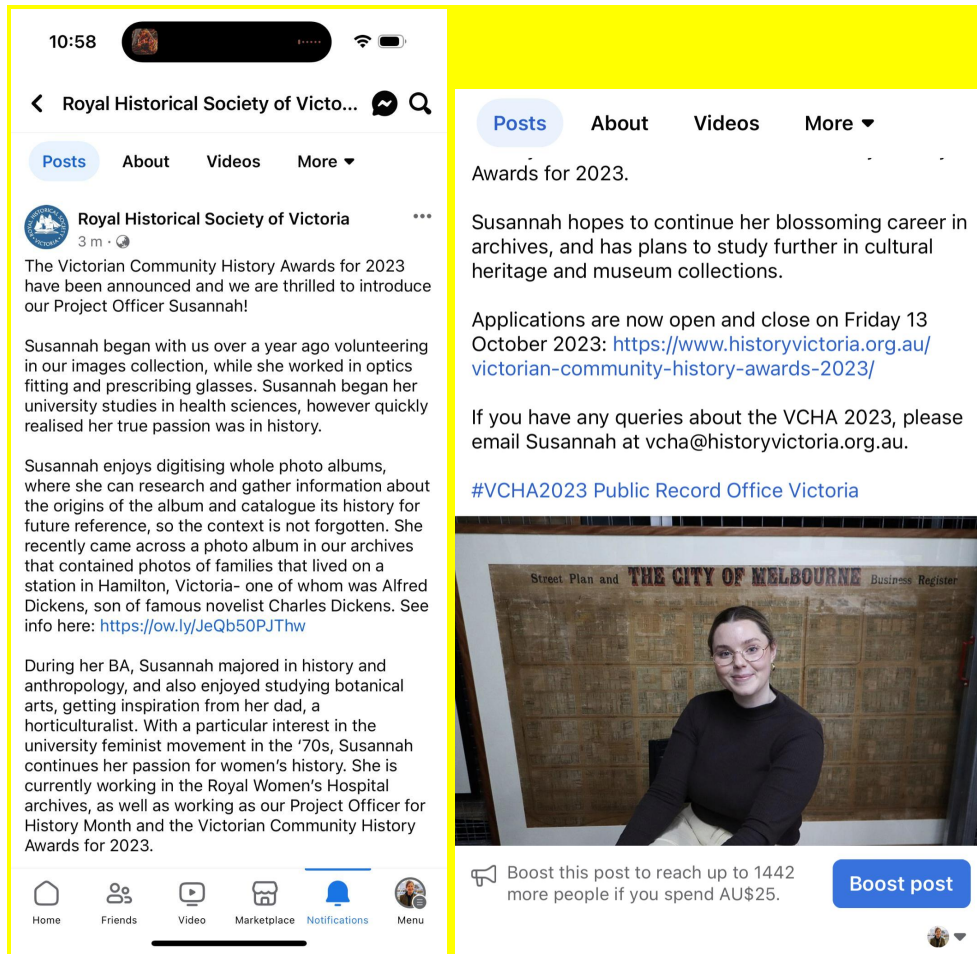 10:58
Royal Historical Society of Victo...
Posts About Videos More
Royal Historical Society of Victoria
3 m ·
The Victorian Community History Awards for 2023
have been announced and we are thrilled to introduce
our Project Officer Susannah!
Susannah began with us over a year ago volunteering
in our images collection, while she worked in optics
fitting and prescribing glasses. Susannah began her
university studies in health sciences, however quickly
realised her true passion was in history.
Susannah enjoys digitising whole photo albums,
where she can research and gather information about
the origins of the album and catalogue its history for
future reference, so the context is not forgotten. She
recently came across a photo album in our archives
that contained photos of families that lived on a
station in Hamilton, Victoria- one of whom was Alfred
Dickens, son of famous novelist Charles Dickens. See
info here: https://ow.ly/JeQb50PJThw
During her BA, Susannah majored in history and
anthropology, and also enjoyed studying botanical
arts, getting inspiration from her dad, a
horticulturalist. With a particular interest in the
university feminist movement in the ‘70s, Susannah
continues her passion for women’s history. She is
currently working in the Royal Women’s Hospital
archives, as well as working as our Project Officer for
History Month and the Victorian Community History
Awards for 2023.
Home Friends Video Marketplace Notifications Menu
Posts About Videos More
Awards for 2023.
Susannah hopes to continue her blossoming career in
archives, and has plans to study further in cultural
heritage and museum collections.
Applications are now open and close on Friday 13
October 2023: https://www.historyvictoria.org.au/
victorian-community-history-awards-2023/
If you have any queries about the VCHA 2023, please
email Susannah at vcha@historyvictoria.org.au.
#VCHA2023 Public Record Office Victoria
Street Plan and THE CITY OF MELBOURNE Business Register
Boost this post to reach up to 1442
more people if you spend AU$25.
Boost post